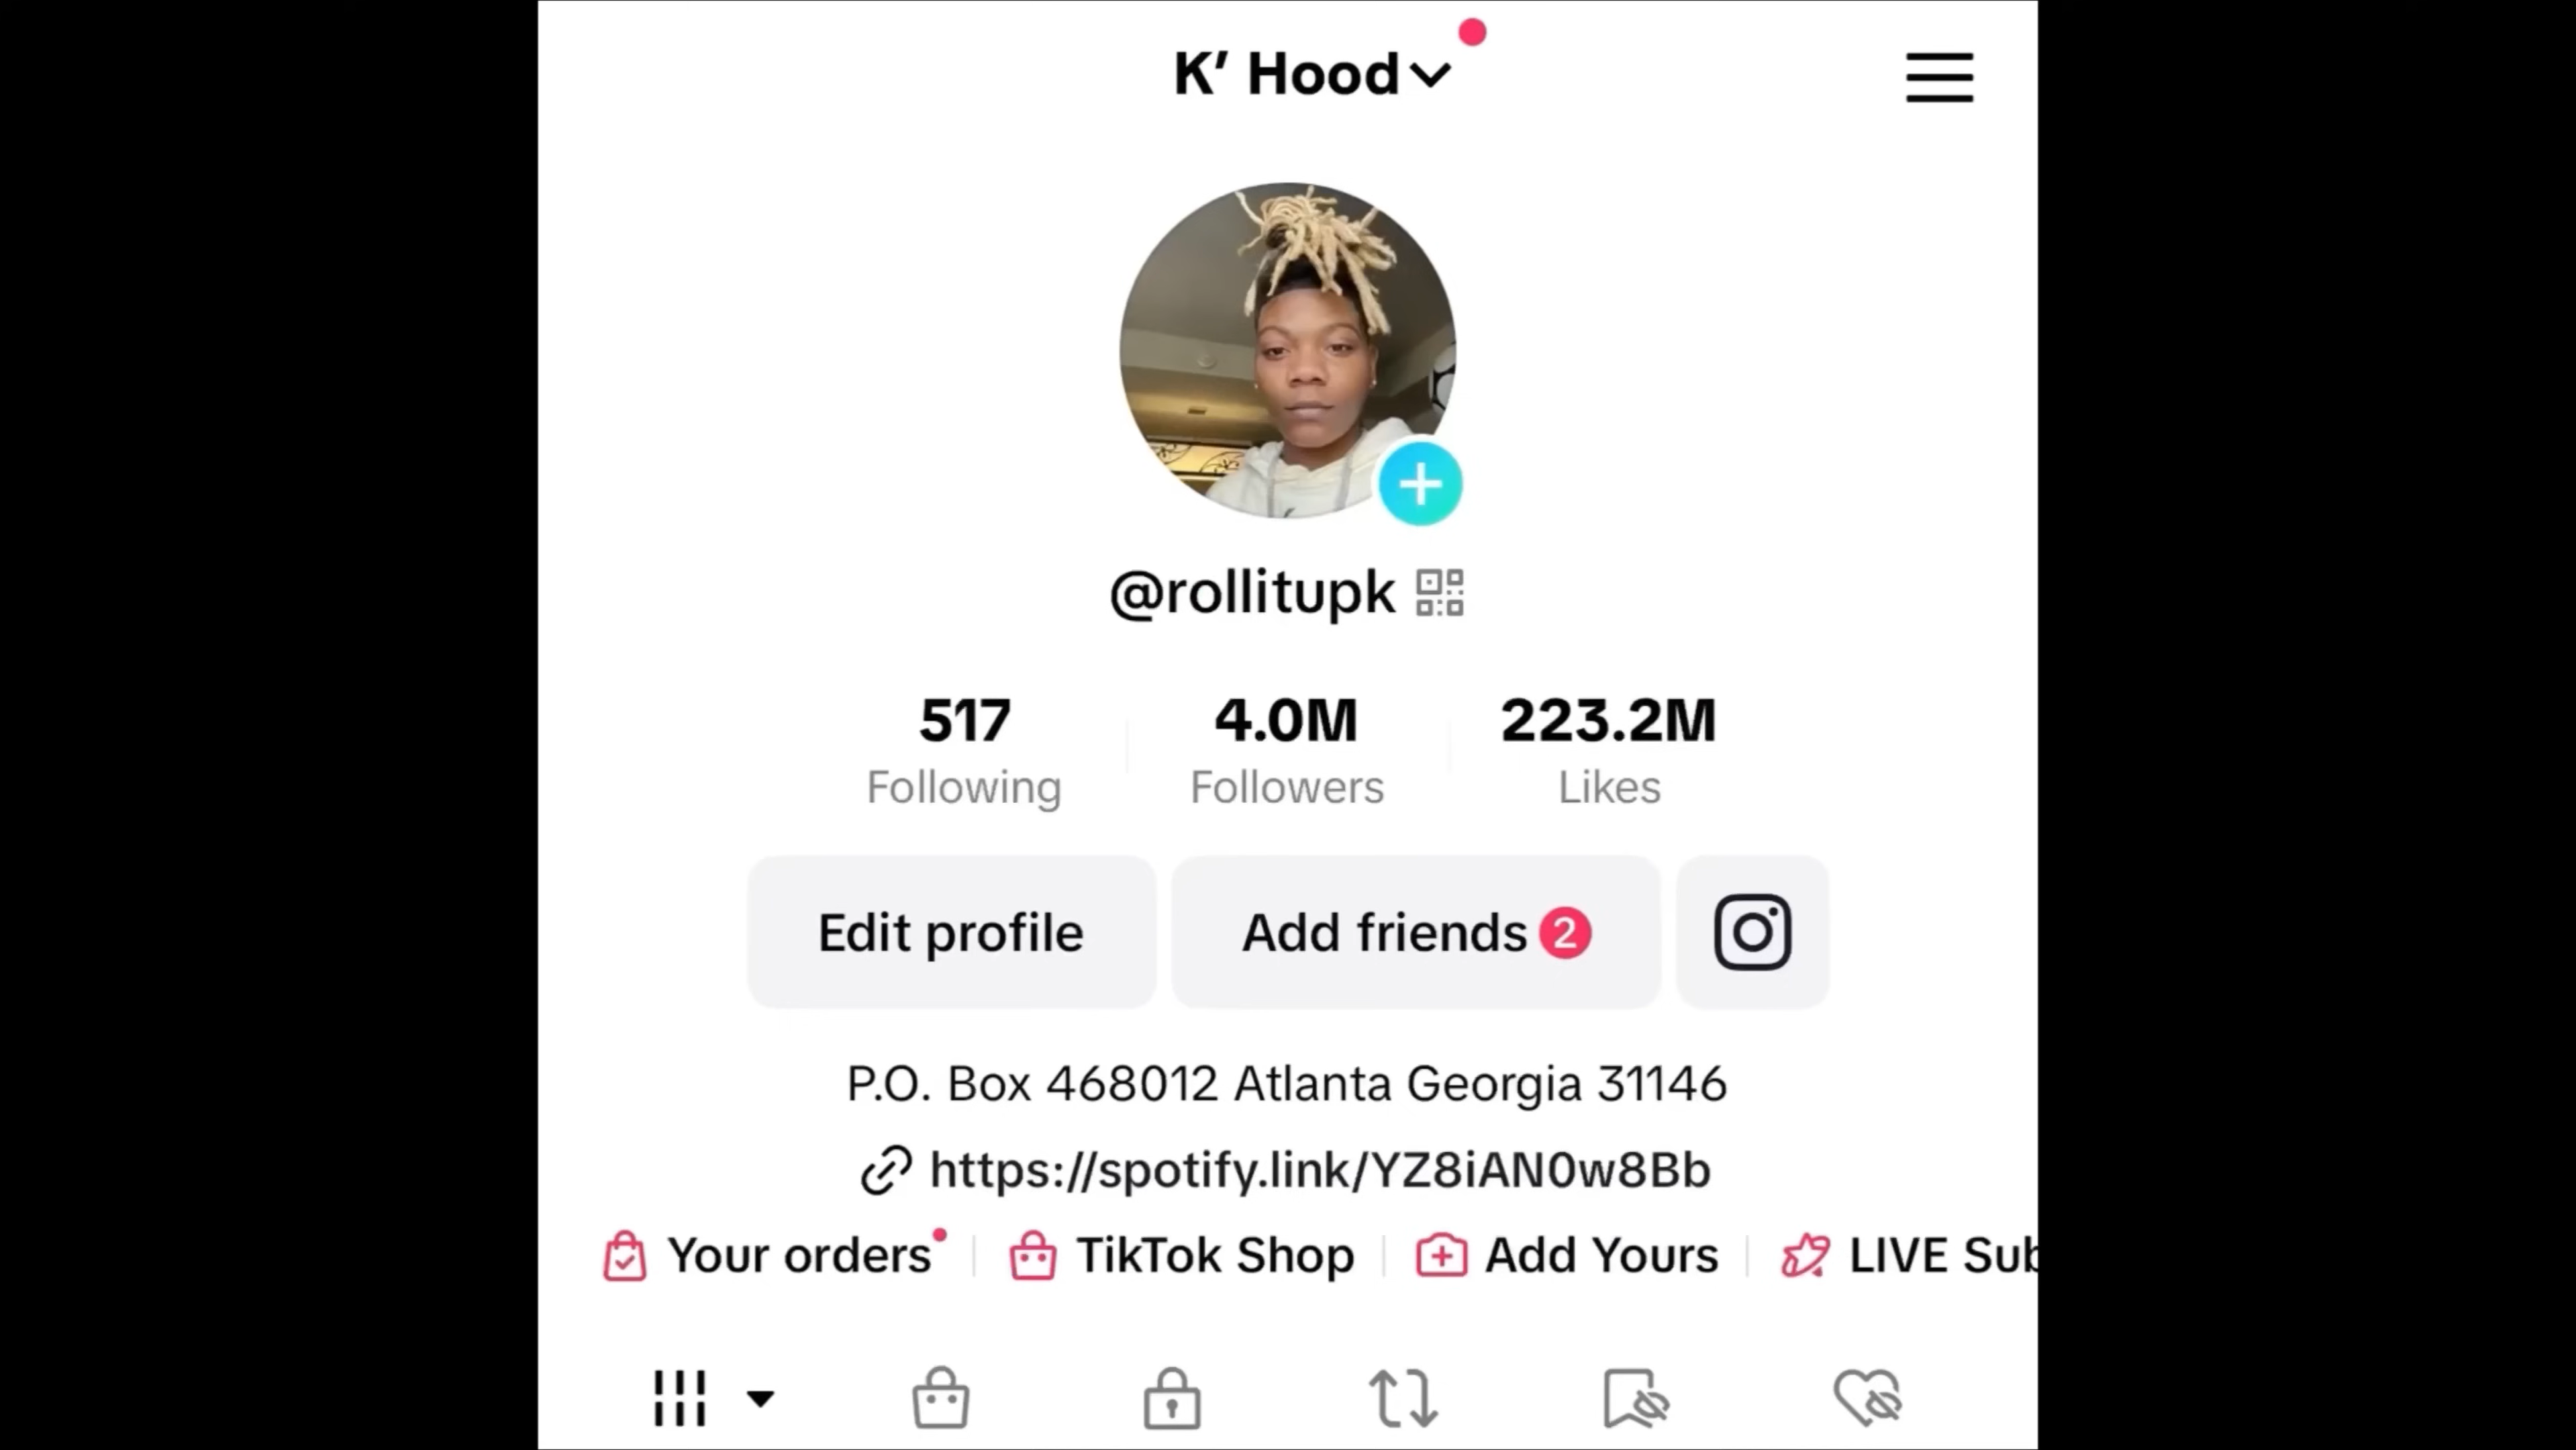 K' Hood
@rollitupk
517 4.0M 223.2M
Following Followers Likes
Edit profile Add friends 2
P.O. Box 468012 Atlanta Georgia 31146
https://spotify.link/YZ8iAN0w8Bb
Your orders TikTok Shop Add Yours LIVE Sub